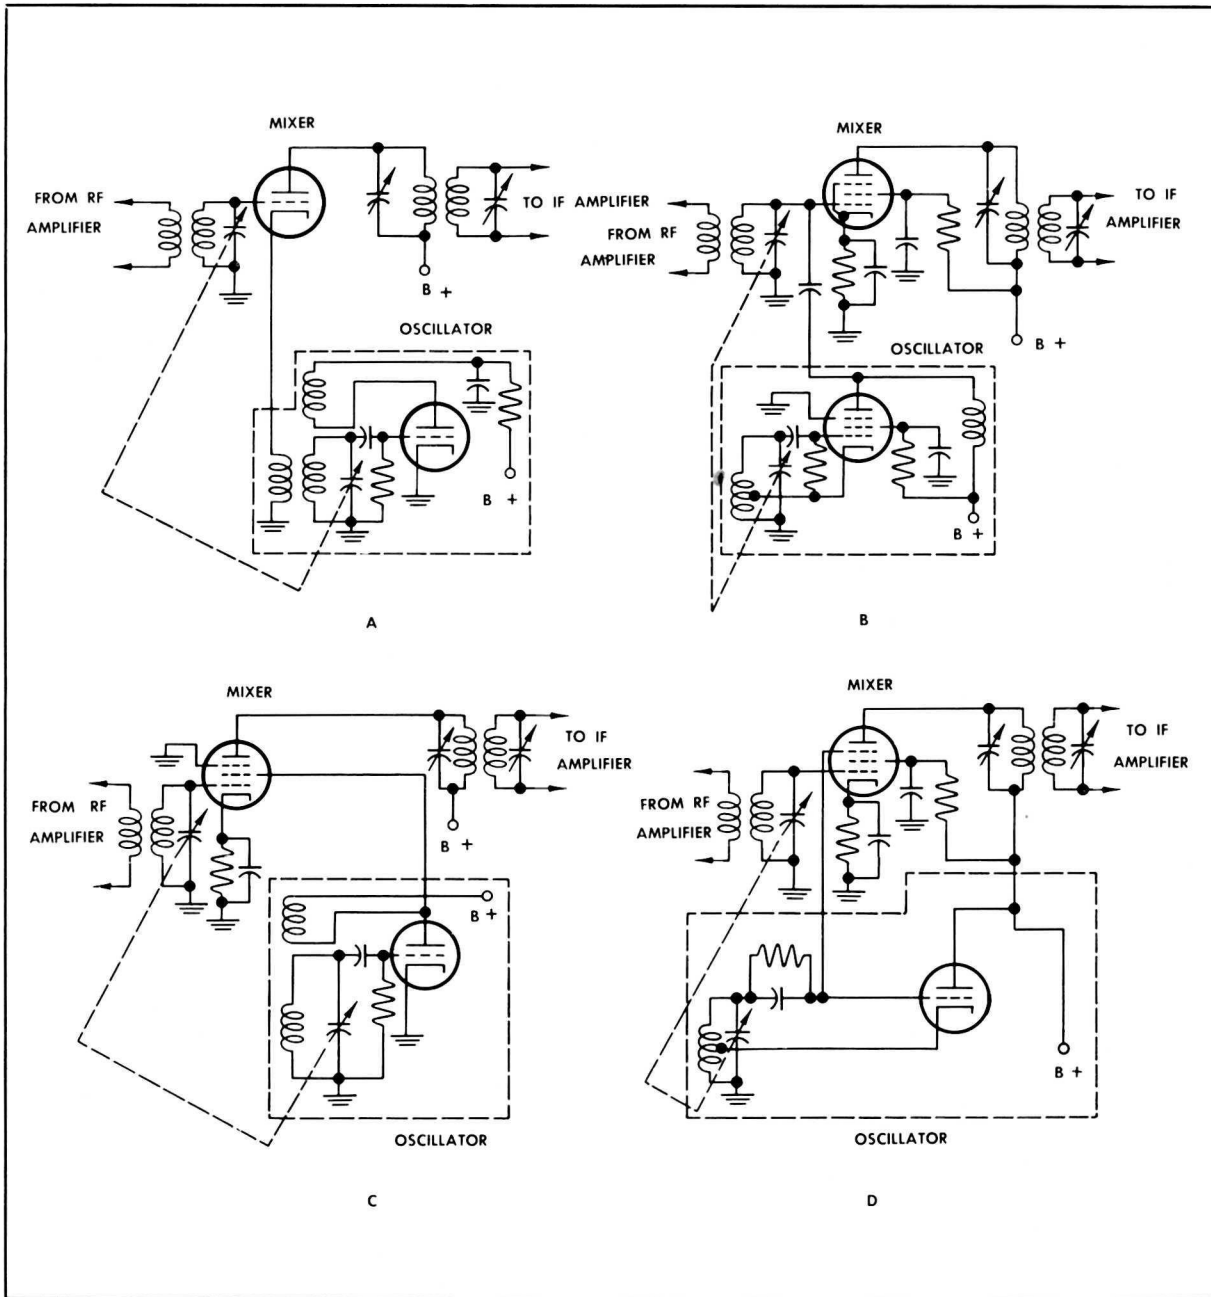 MIXER
FROM RF
AMPLIFIER
TO IF AMPLIFIER
B +
OSCILLATOR
B +
A
MIXER
FROM RF
AMPLIFIER
TO IF
AMPLIFIER
B +
OSCILLATOR
B +
B
MIXER
FROM RF
AMPLIFIER
TO IF
AMPLIFIER
B +
B +
OSCILLATOR
C
MIXER
FROM RF
AMPLIFIER
TO IF
AMPLIFIER
B +
OSCILLATOR
D